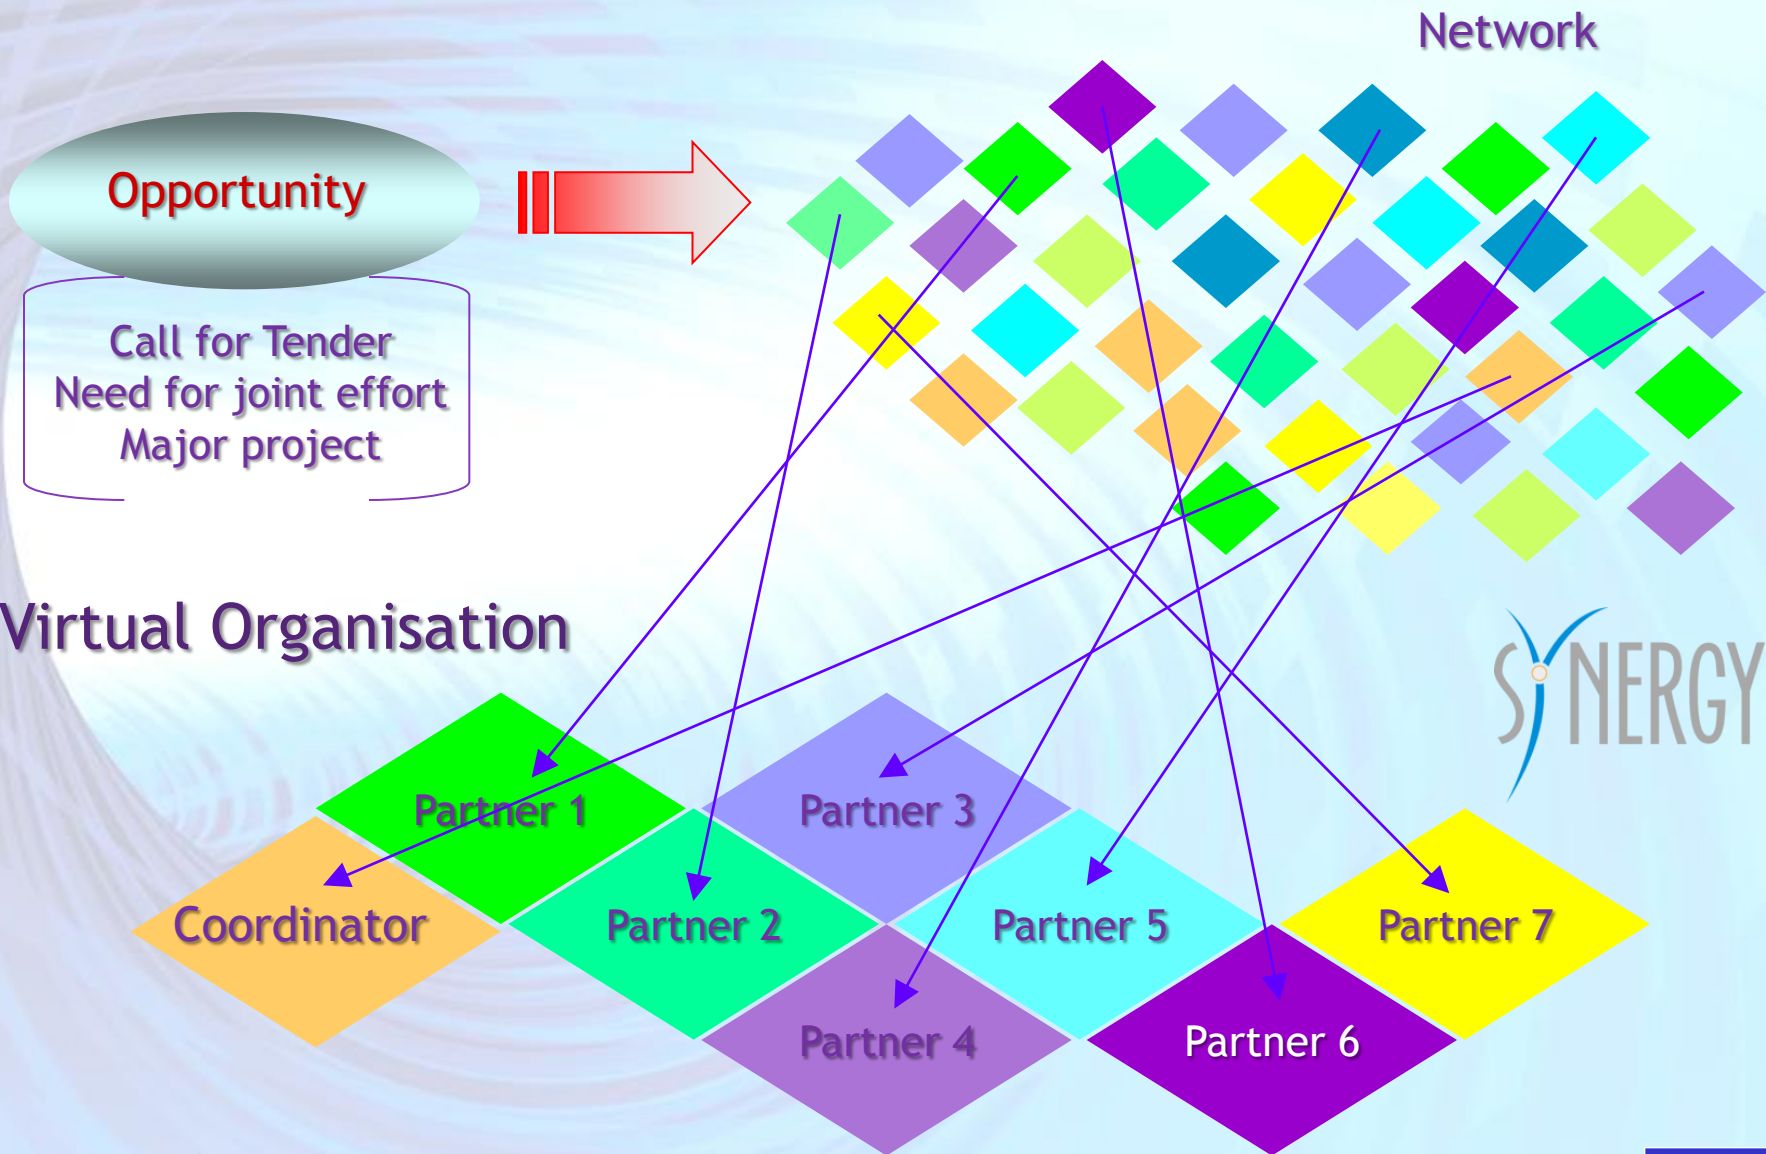 Network
Opportunity
Call for Tender
Need for joint effort
Major project
Virtual Organisation
SYNERGY
Partner 1
Partner 3
Coordinator
Partner 2
Partner 5
Partner 7
Partner 4
Partner 6